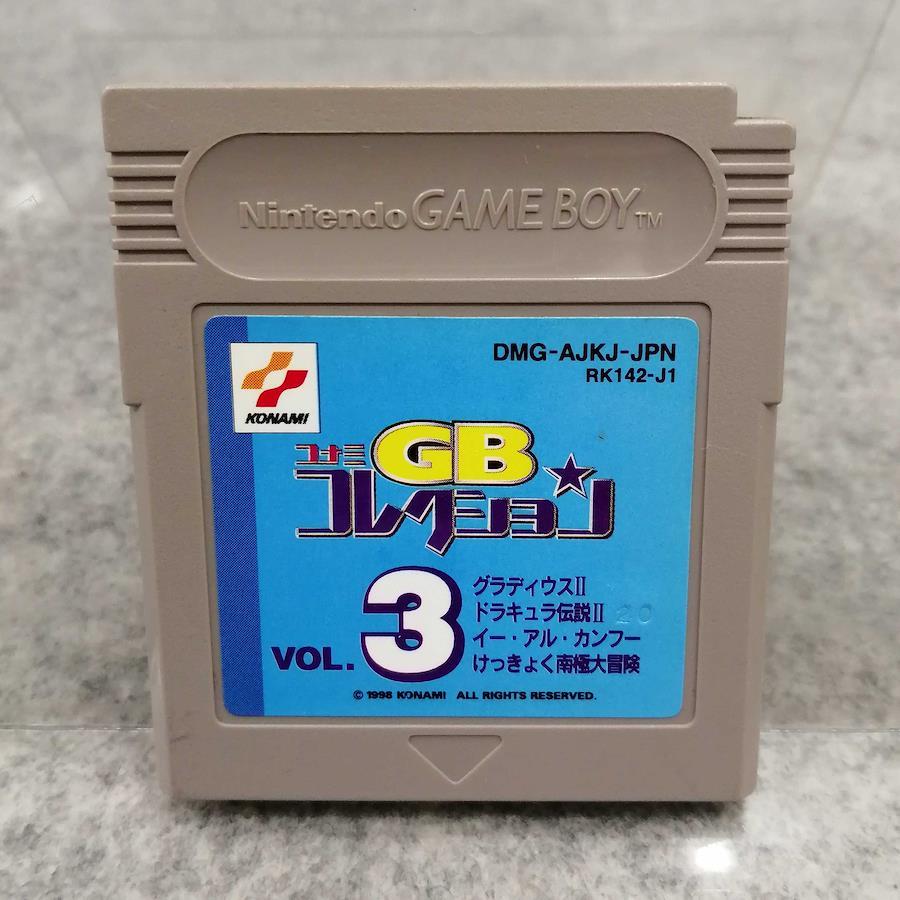 Nintendo GAME BOY TM
DMG-AJKJ-JPN
RK142-J1
KONAMI
コナミ GB
コレクション
VOL. 3
グラディウスⅡ
ドラキュラ伝説Ⅱ
20
イー・アル・カンフー
けっきょく南極大冒険
© 1998 KONAMI ALL RIGHTS RESERVED.